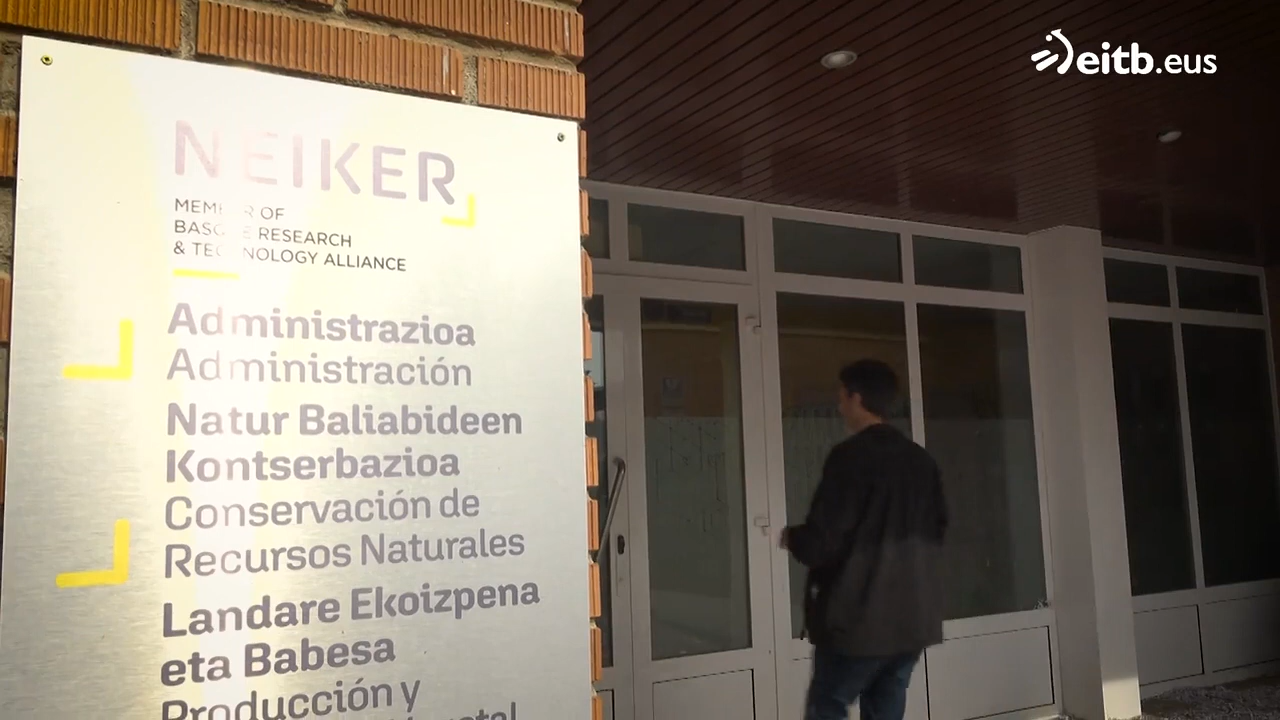 eitb.eus
NEIKER
MEMBER OF
BASQUE RESEARCH
& TECHNOLOGY ALLIANCE
Administrazioa
Administración
Natur Baliabideen
Kontserbazioa
Conservación de
Recursos Naturales
Landare Ekoizpena
eta Babesa
Producción y